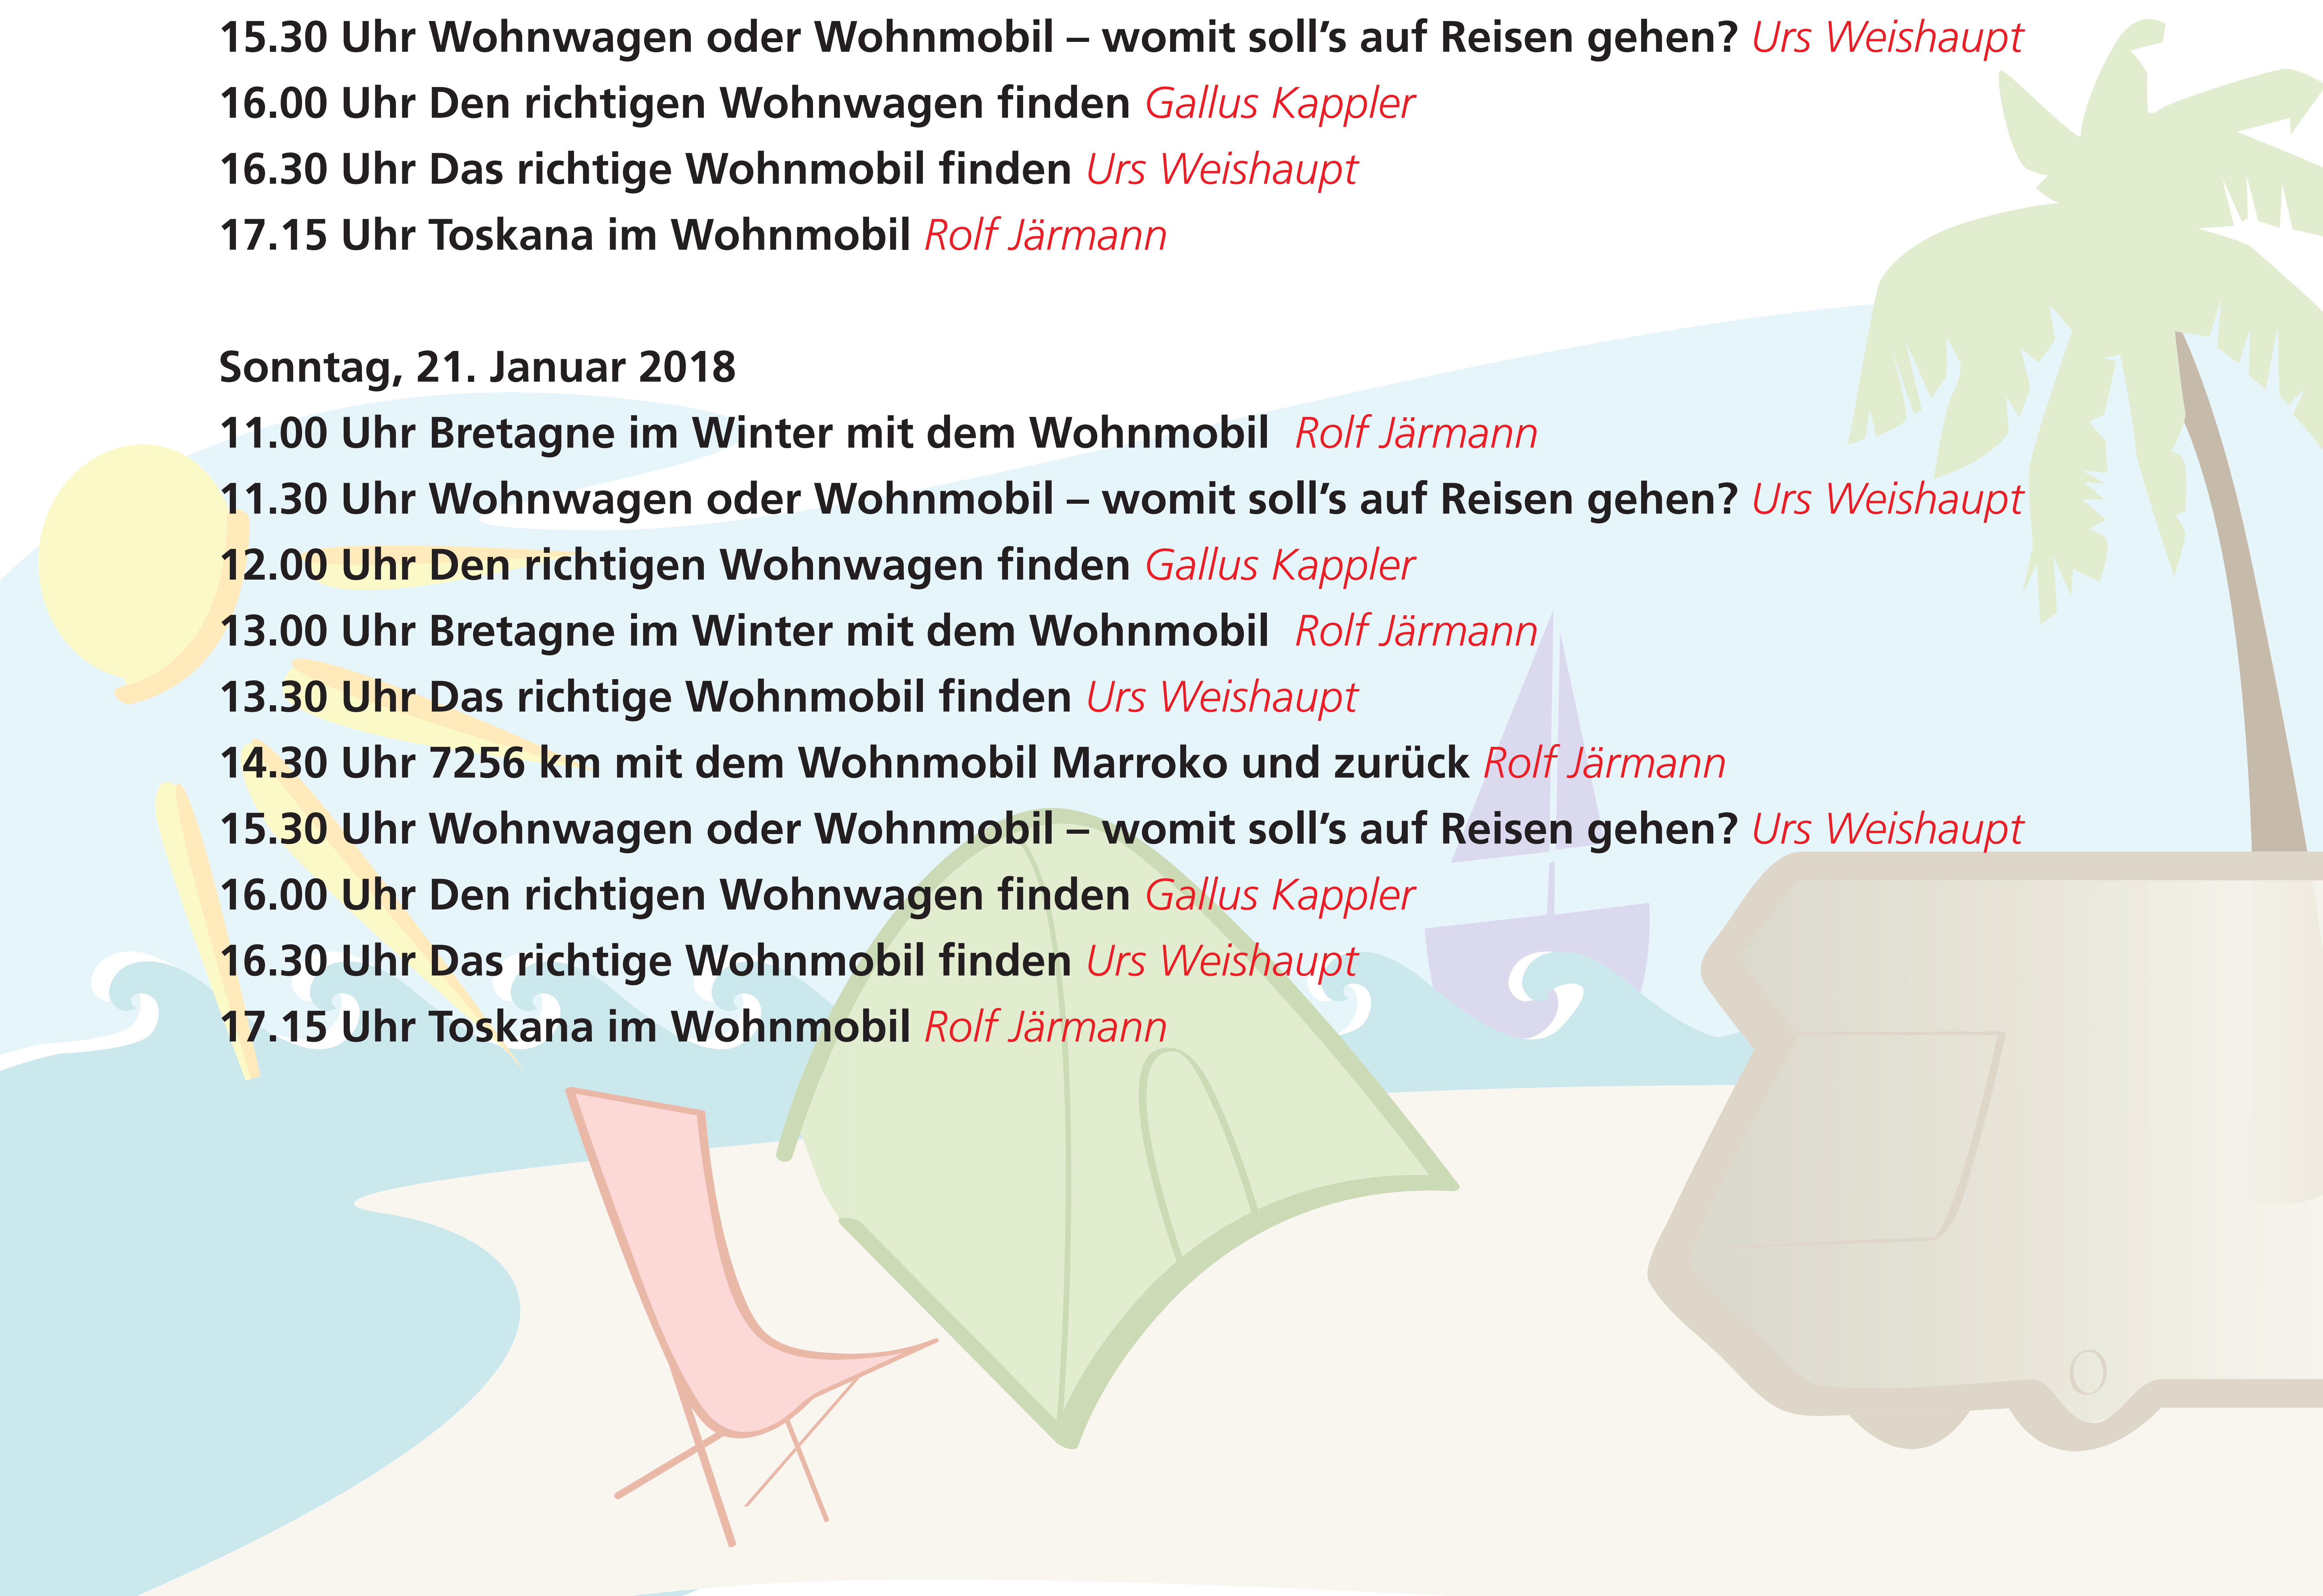 15.30 Uhr Wohnwagen oder Wohnmobil – womit soll’s auf Reisen gehen? Urs Weishaupt
16.00 Uhr Den richtigen Wohnwagen finden Gallus Kappler
16.30 Uhr Das richtige Wohnmobil finden Urs Weishaupt
17.15 Uhr Toskana im Wohnmobil Rolf Järmann
Sonntag, 21. Januar 2018
11.00 Uhr Bretagne im Winter mit dem Wohnmobil Rolf Järmann
11.30 Uhr Wohnwagen oder Wohnmobil – womit soll’s auf Reisen gehen? Urs Weishaupt
12.00 Uhr Den richtigen Wohnwagen finden Gallus Kappler
13.00 Uhr Bretagne im Winter mit dem Wohnmobil Rolf Järmann
13.30 Uhr Das richtige Wohnmobil finden Urs Weishaupt
14.30 Uhr 7256 km mit dem Wohnmobil Marroko und zurück Rolf Järmann
15.30 Uhr Wohnwagen oder Wohnmobil – womit soll’s auf Reisen gehen? Urs Weishaupt
16.00 Uhr Den richtigen Wohnwagen finden Gallus Kappler
16.30 Uhr Das richtige Wohnmobil finden Urs Weishaupt
17.15 Uhr Toskana im Wohnmobil Rolf Järmann